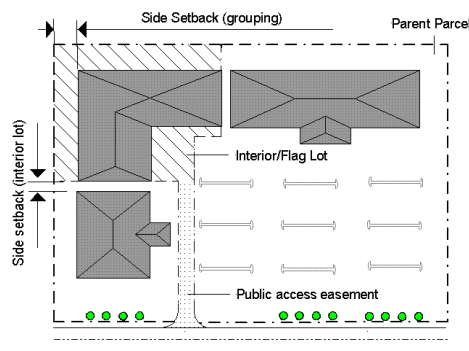 Side Setback (grouping)
Parent Parcel
Interior/Flag Lot
Side setback (interior lot)
Public access easement